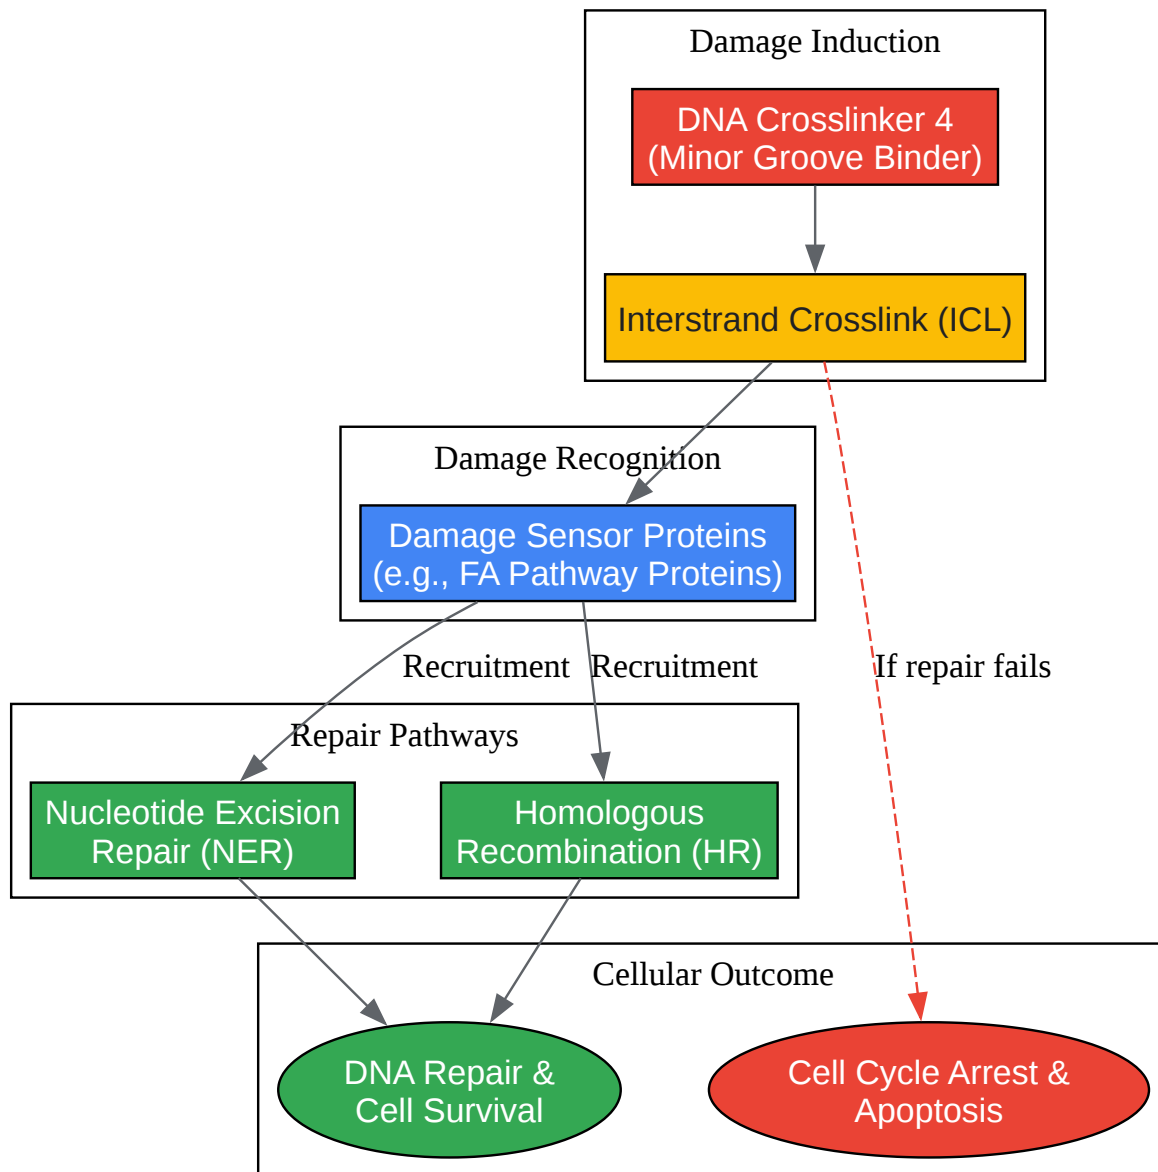 Damage Induction
DNA Crosslinker 4
(Minor Groove Binder)
Interstrand Crosslink (ICL)
Damage Recognition
Damage Sensor Proteins
(e.g., FA Pathway Proteins)
Recruitment
Recruitment
If repair fails
Repair Pathways
Nucleotide Excision
Repair (NER)
Homologous
Recombination (HR)
Cellular Outcome
DNA Repair &
Cell Survival
Cell Cycle Arrest &
Apoptosis